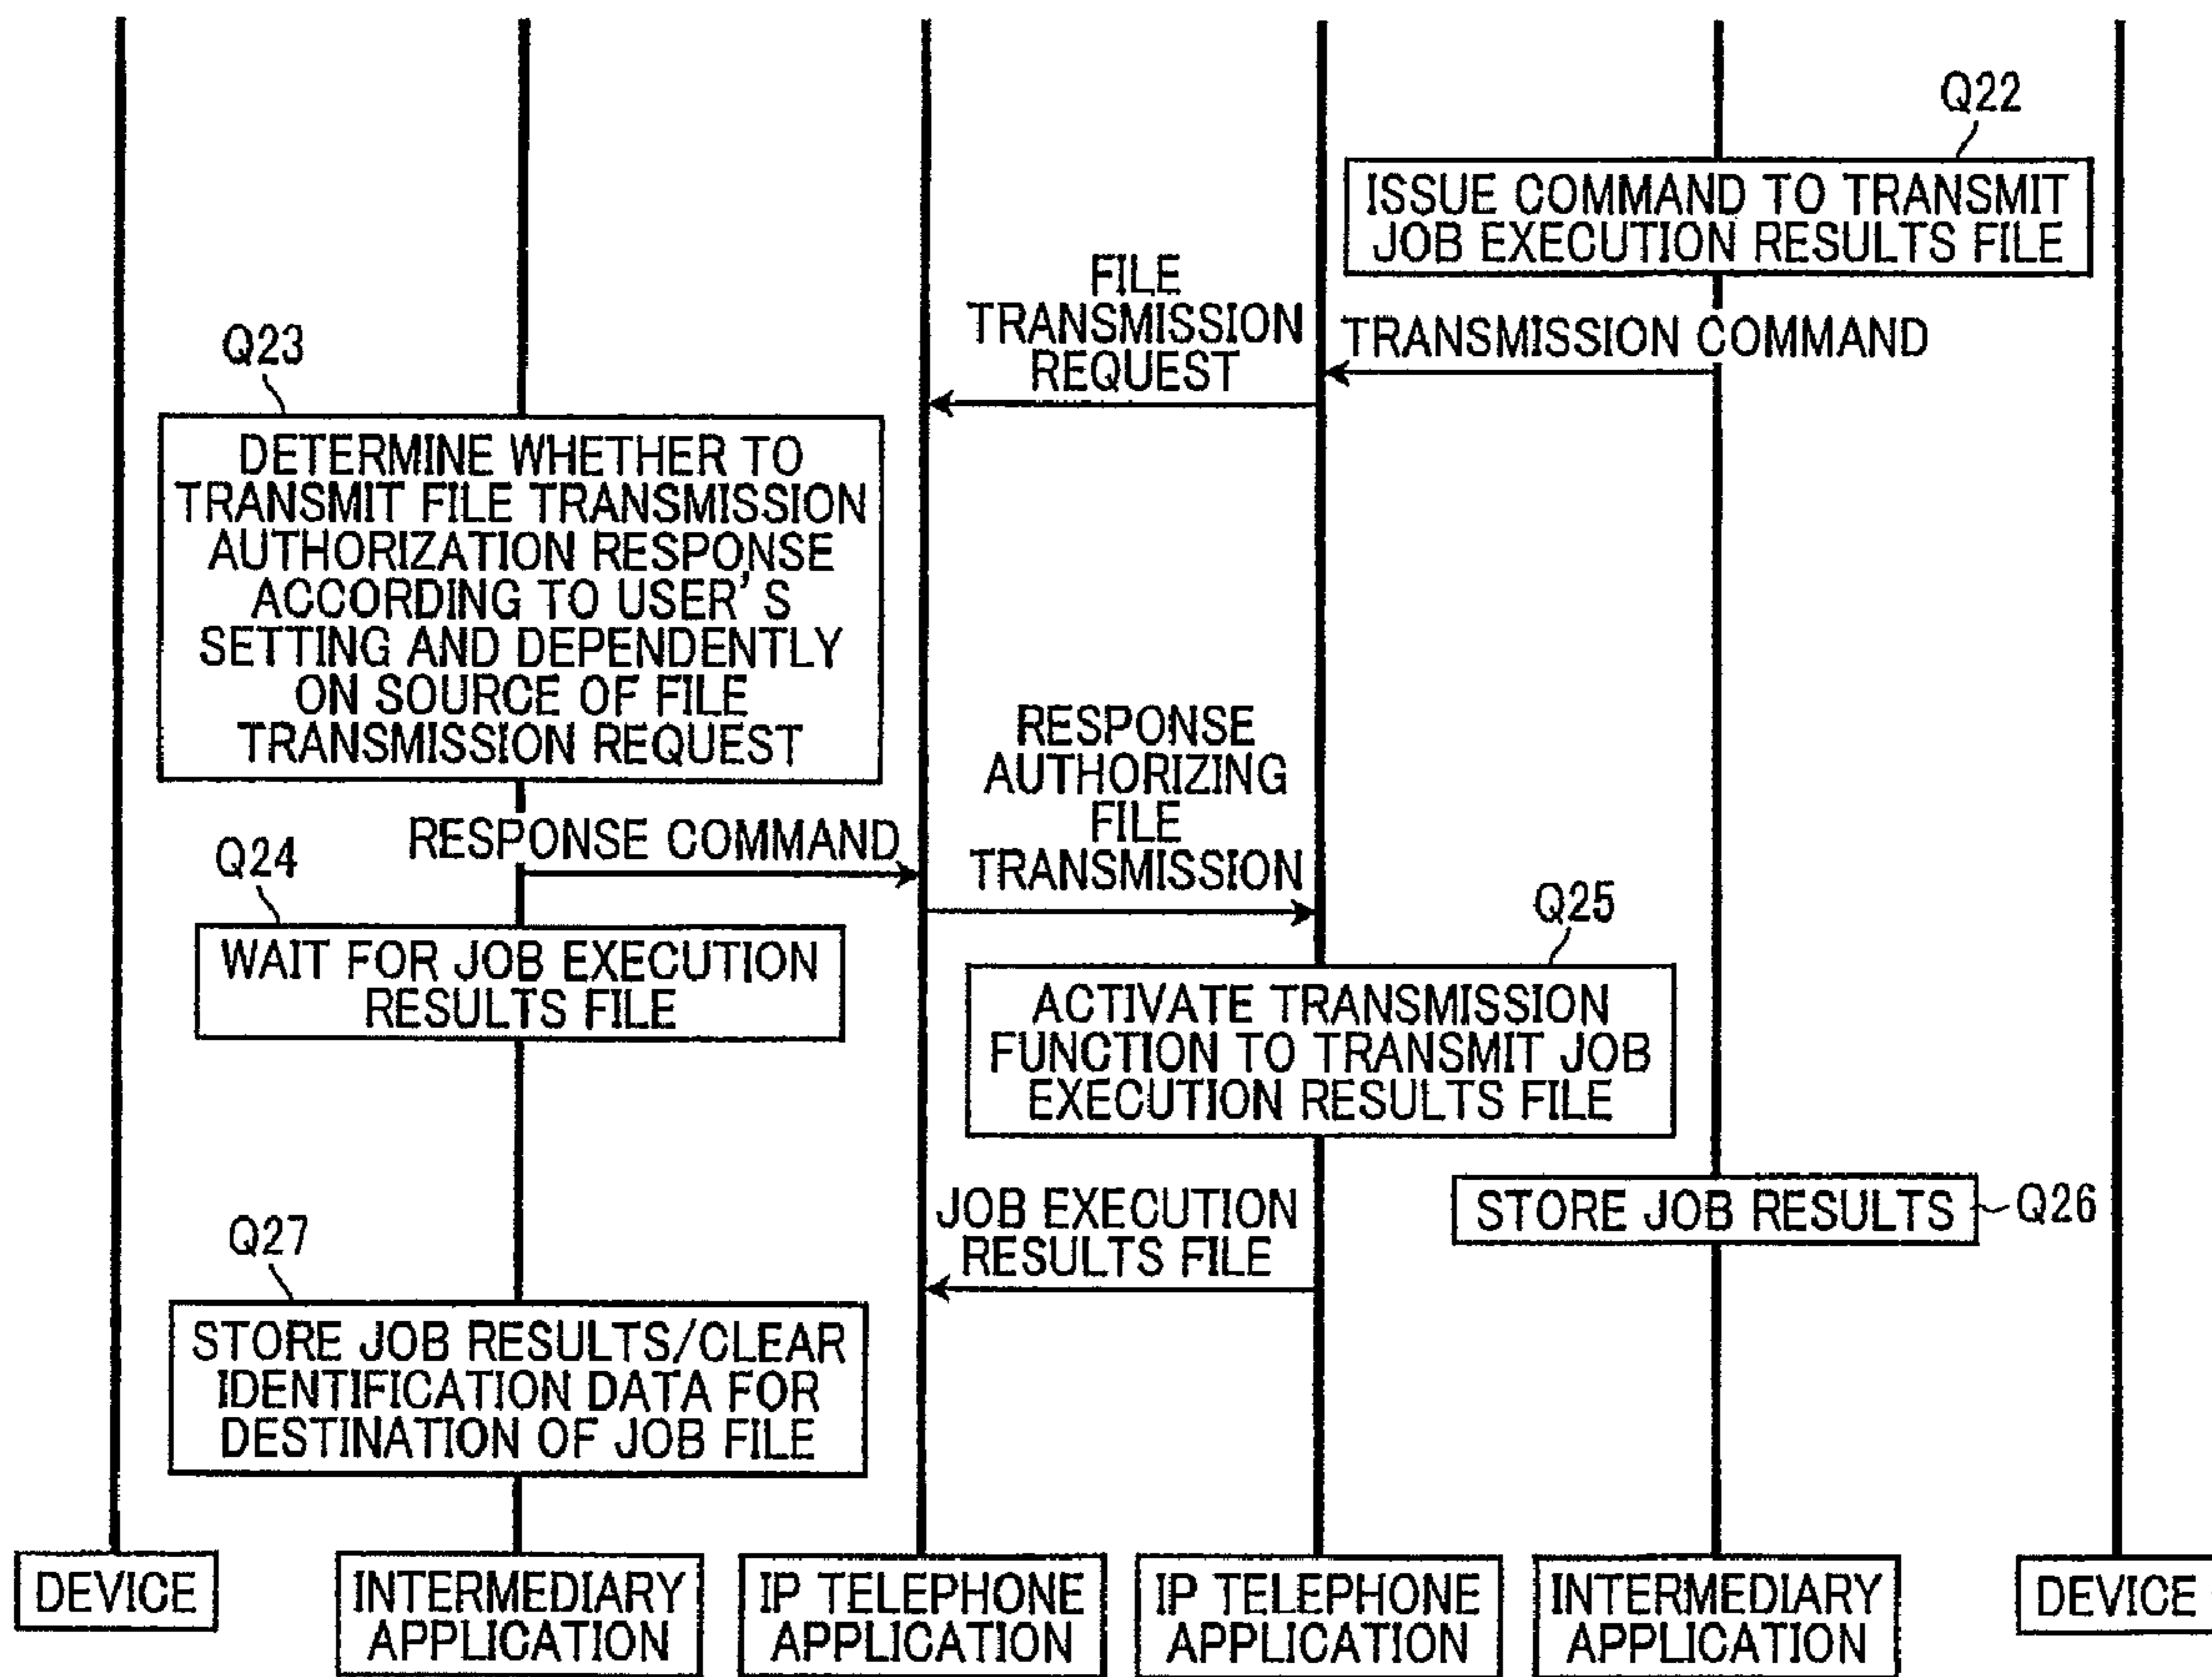 Q22
ISSUE COMMAND TO TRANSMIT
JOB EXECUTION RESULTS FILE
FILE
TRANSMISSION
REQUEST
TRANSMISSION COMMAND
Q23
DETERMINE WHETHER TO
TRANSMIT FILE TRANSMISSION
AUTHORIZATION RESPONSE
ACCORDING TO USER'S
SETTING AND DEPENDENTLY
ON SOURCE OF FILE
TRANSMISSION REQUEST
RESPONSE COMMAND
RESPONSE
AUTHORIZING
FILE
TRANSMISSION
Q24
WAIT FOR JOB EXECUTION
RESULTS FILE
Q25
ACTIVATE TRANSMISSION
FUNCTION TO TRANSMIT JOB
EXECUTION RESULTS FILE
STORE JOB RESULTS
Q26
JOB EXECUTION
RESULTS FILE
Q27
STORE JOB RESULTS/CLEAR
IDENTIFICATION DATA FOR
DESTINATION OF JOB FILE
DEVICE
INTERMEDIARY
APPLICATION
IP TELEPHONE
APPLICATION
IP TELEPHONE
APPLICATION
INTERMEDIARY
APPLICATION
DEVICE